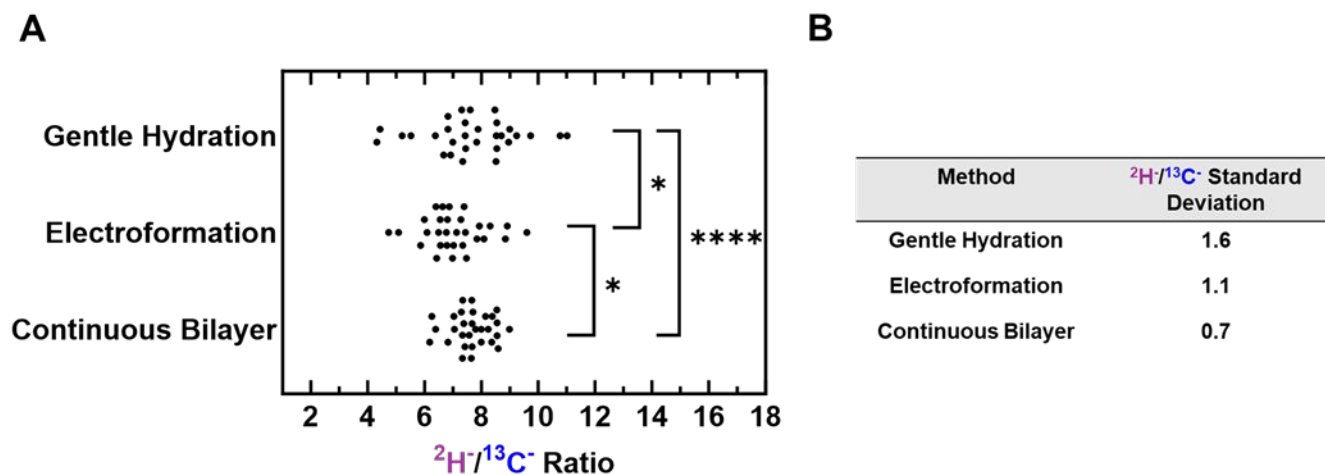 A
B
Gentle Hydration
Electroformation
Continuous Bilayer
*
*
****
2 4 6 8 10 12 14 16 18
²H⁻/¹³C⁻ Ratio
Method ²H⁻/¹³C⁻ Standard
Deviation
Gentle Hydration 1.6
Electroformation 1.1
Continuous Bilayer 0.7